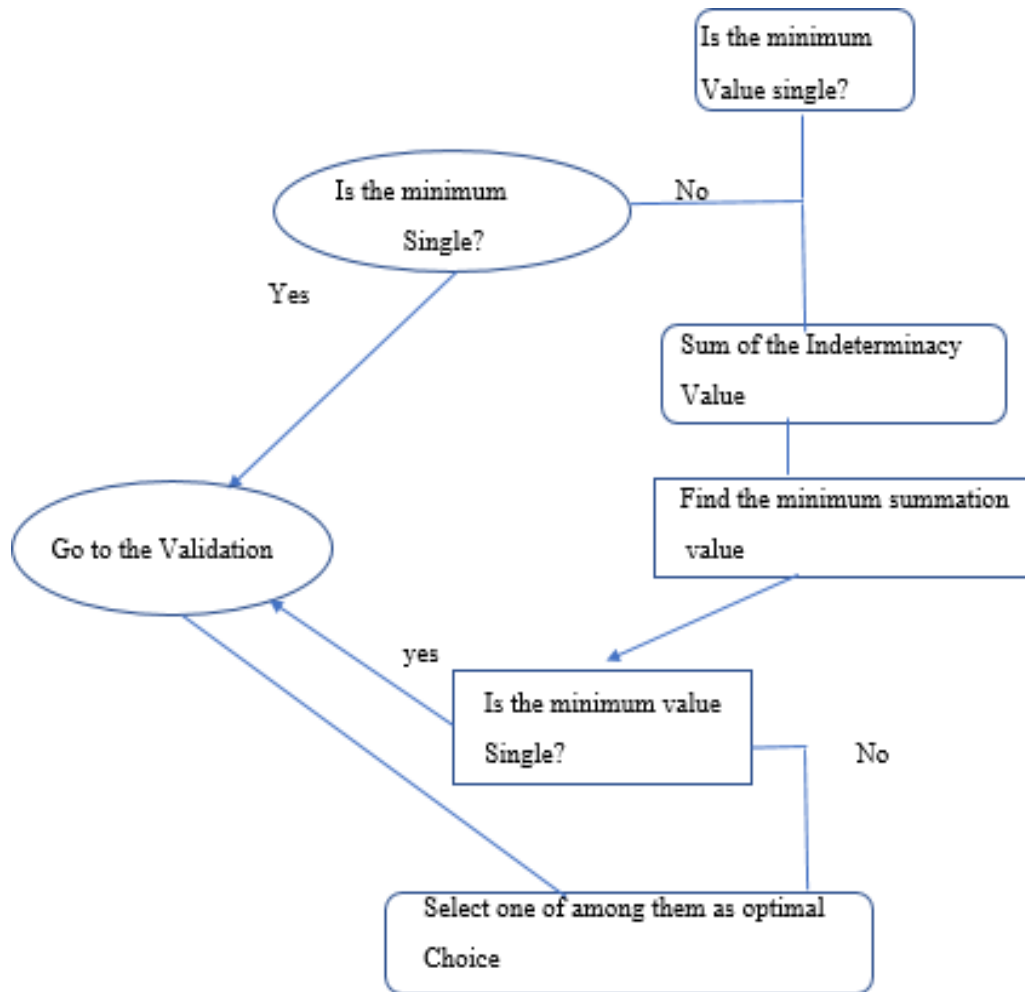 Is the minimum
Value single?
Is the minimum
Single?
No
Yes
Sum of the Indeterminacy
Value
Find the minimum summation
value
Go to the Validation
yes
Is the minimum value
Single?
No
Select one of among them as optimal
Choice